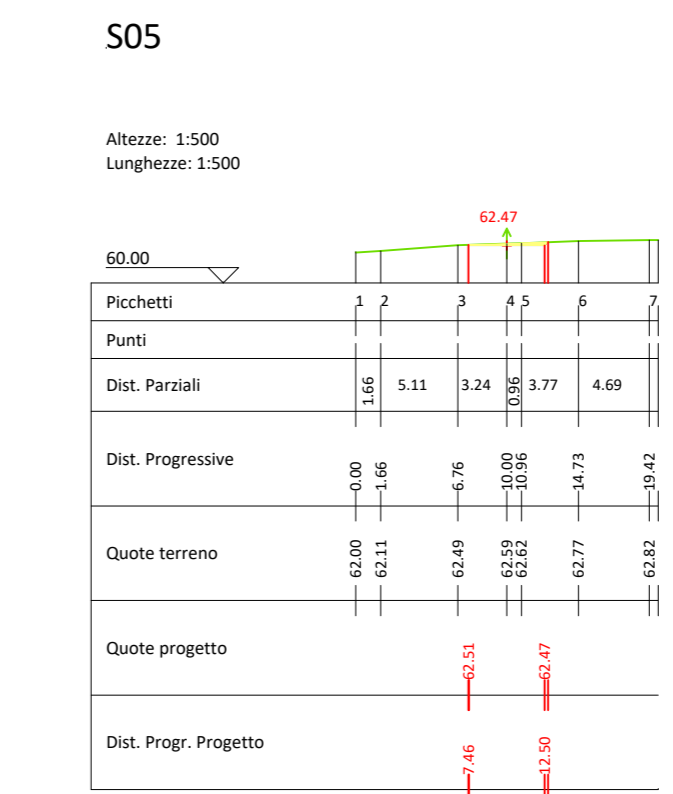 S05
Altezze: 1:500
Lunghezze: 1:500
62.47
60.00
Picchetti 1 2 3 4 5 6 7
Punti
Dist. Parziali 1.66 5.11 3.24 0.96 3.77 4.69
Dist. Progressive 0.00 1.66 6.76 10.00 10.96 14.73 19.42
Quote terreno 62.00 62.11 62.49 62.59 62.62 62.77 62.82
Quote progetto 62.51 62.47
Dist. Progr. Progetto 7.46 12.50